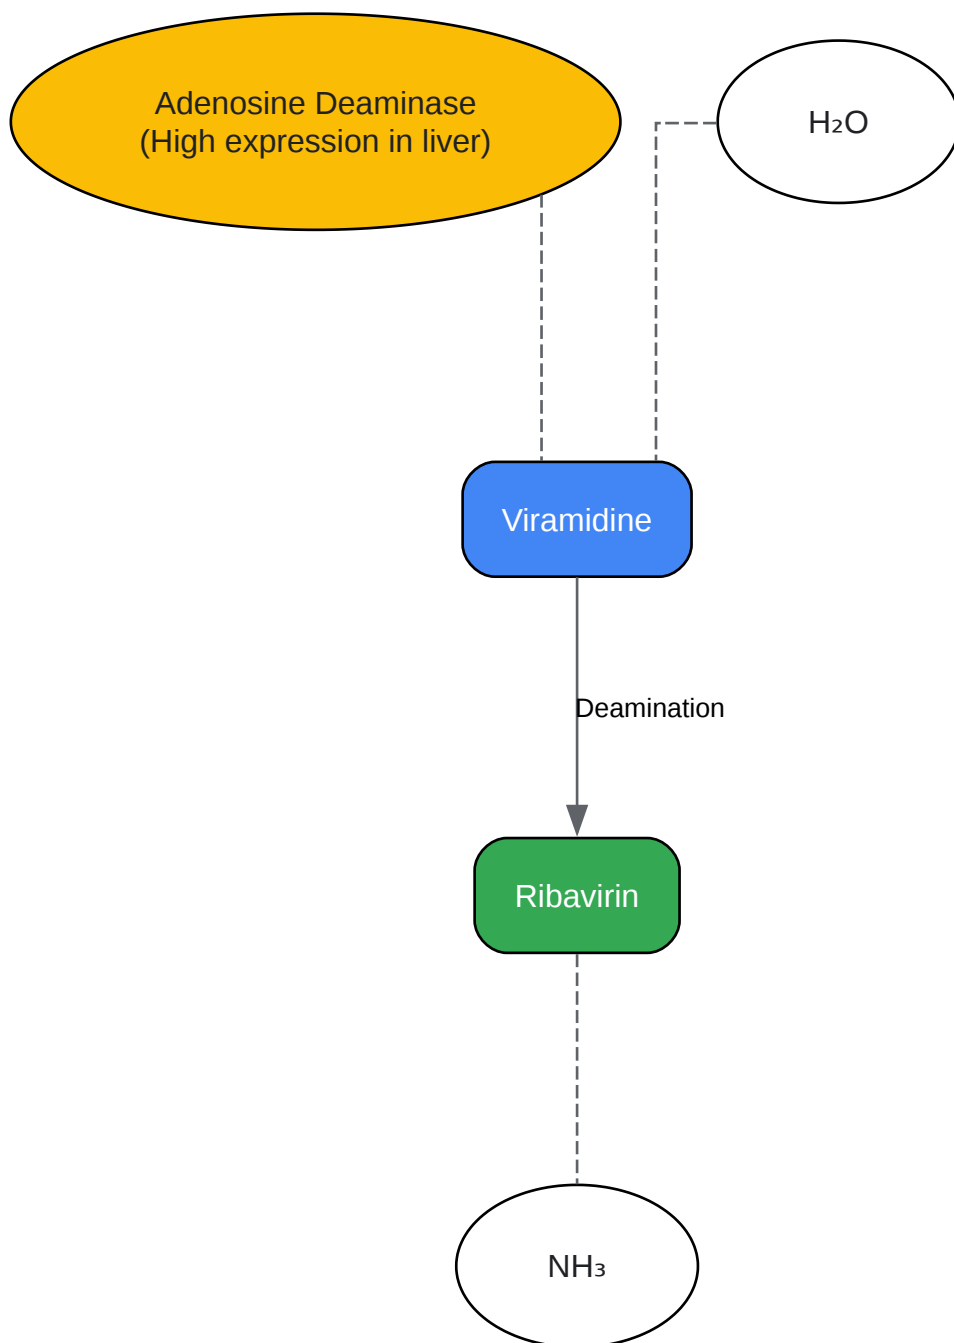 Adenosine Deaminase
(High expression in liver)
H₂O
Viramidine
Deamination
Ribavirin
NH₃